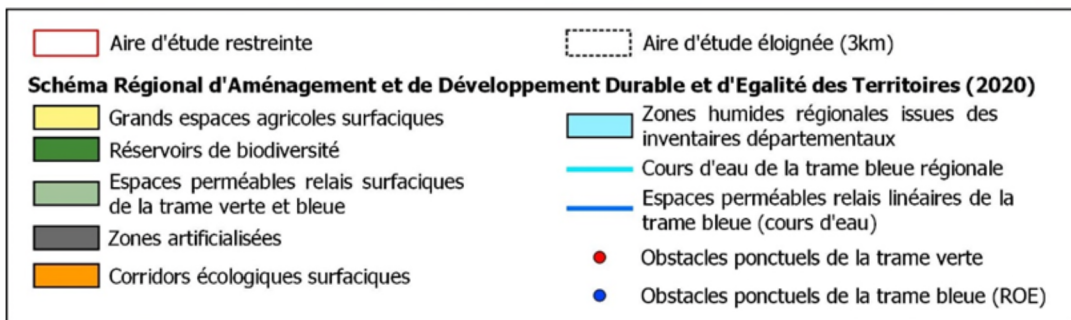 Aire d'étude restreinte
Aire d'étude éloignée (3km)
Schéma Régional d'Aménagement et de Développement Durable et d'Egalité des Territoires (2020)
Grands espaces agricoles surfaciques
Réservoirs de biodiversité
Espaces perméables relais surfaciques
de la trame verte et bleue
Zones artificialisées
Corridors écologiques surfaciques
Zones humides régionales issues des
inventaires départementaux
Cours d'eau de la trame bleue régionale
Espaces perméables relais linéaires de la
trame bleue (cours d'eau)
Obstacles ponctuels de la trame verte
Obstacles ponctuels de la trame bleue (ROE)